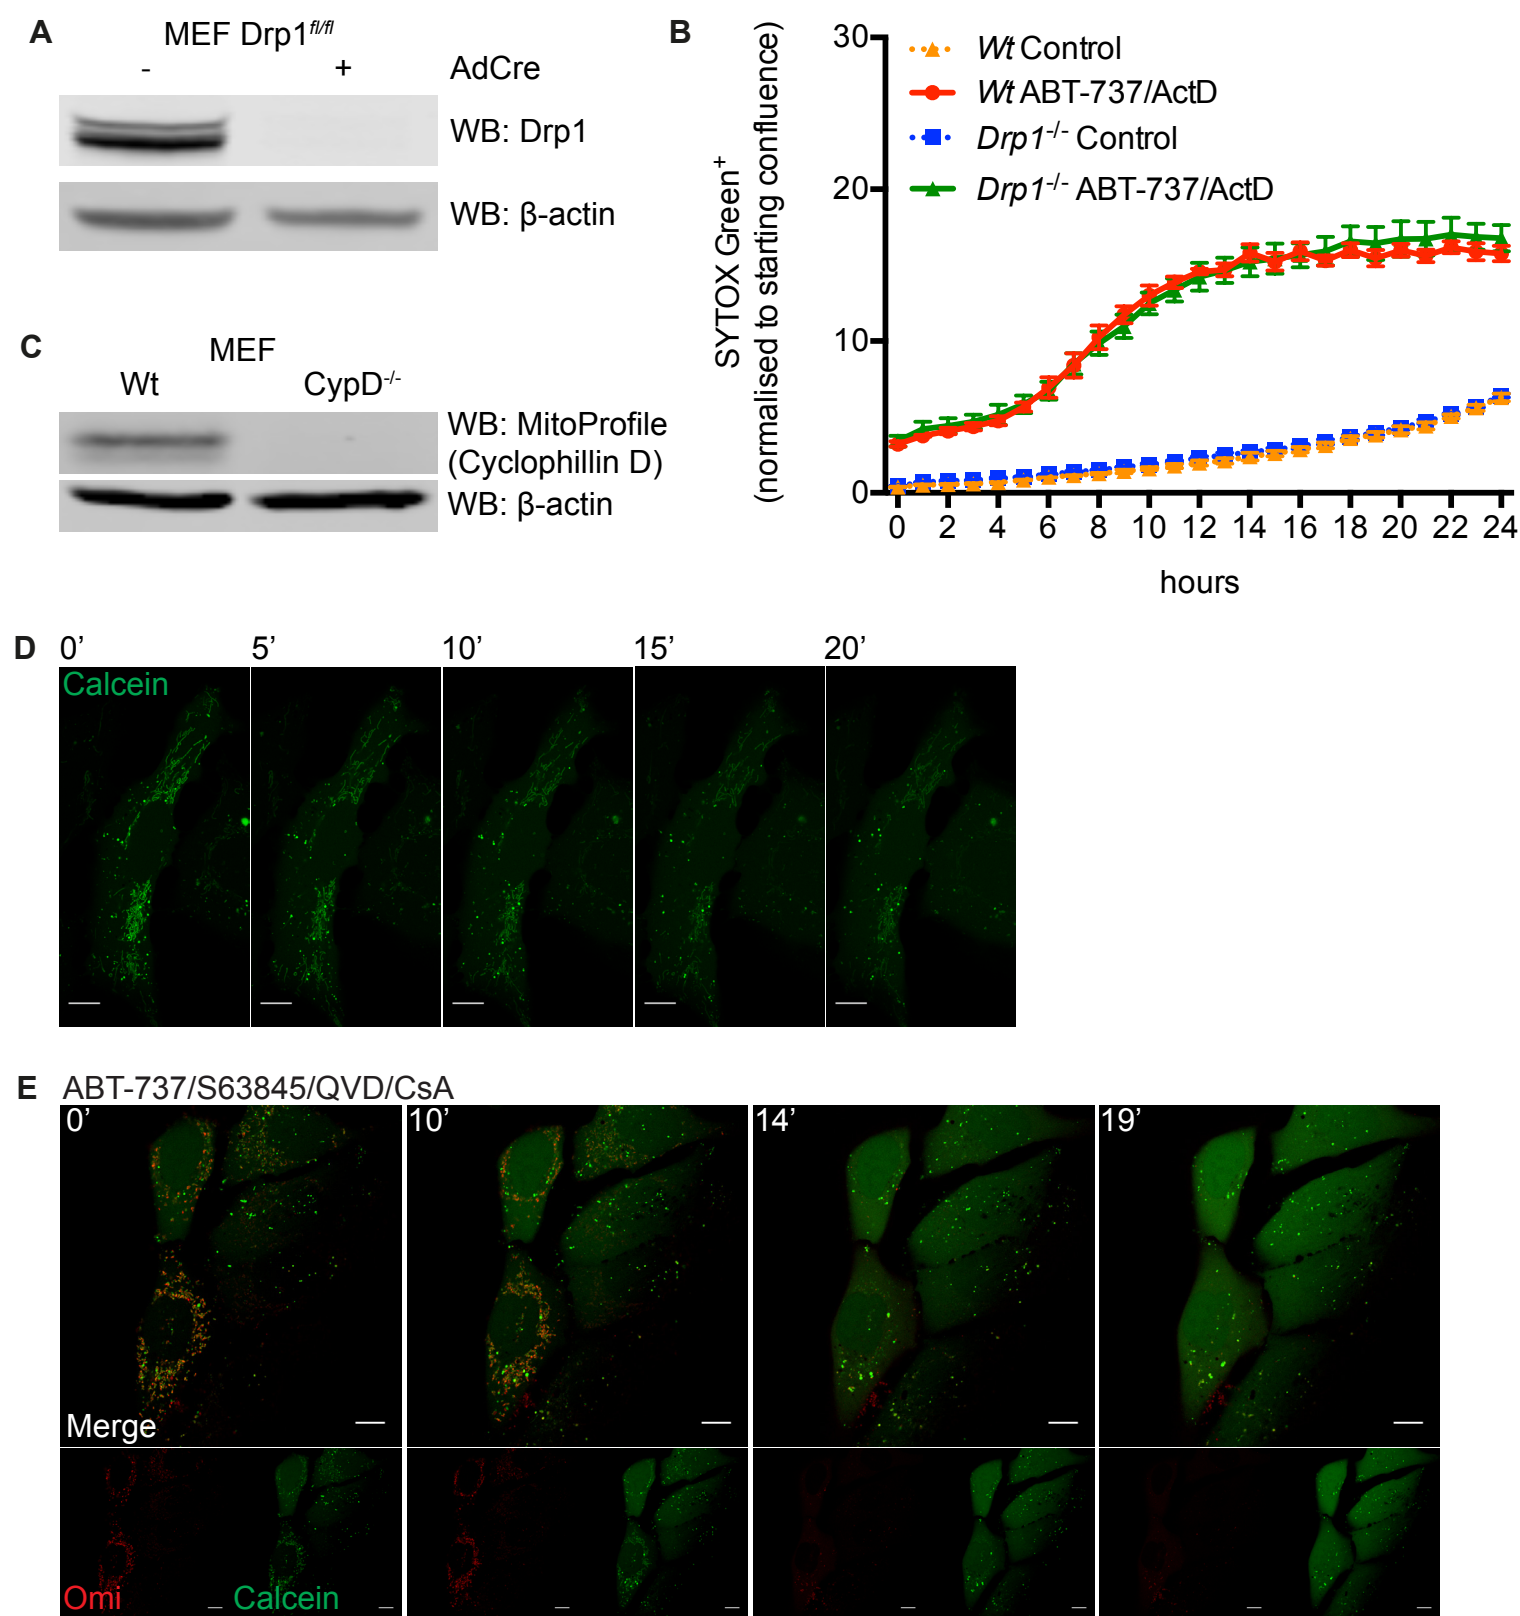 A
MEF Drp1fl/fl
- + AdCre
WB: Drp1
WB: β-actin
B
SYTOX Green+
(normalised to starting confluence)
30
20
10
0
Wt Control
Wt ABT-737/ActD
Drp1-/- Control
Drp1-/- ABT-737/ActD
0 2 4 6 8 10 12 14 16 18 20 22 24
hours
C
MEF
Wt CypD-/-
WB: MitoProfile
(Cyclophillin D)
WB: β-actin
D
0’ 5’ 10’ 15’ 20’
Calcein
E
ABT-737/S63845/QVD/CsA
0’ 10’ 14’ 19’
Merge
Omi Calcein